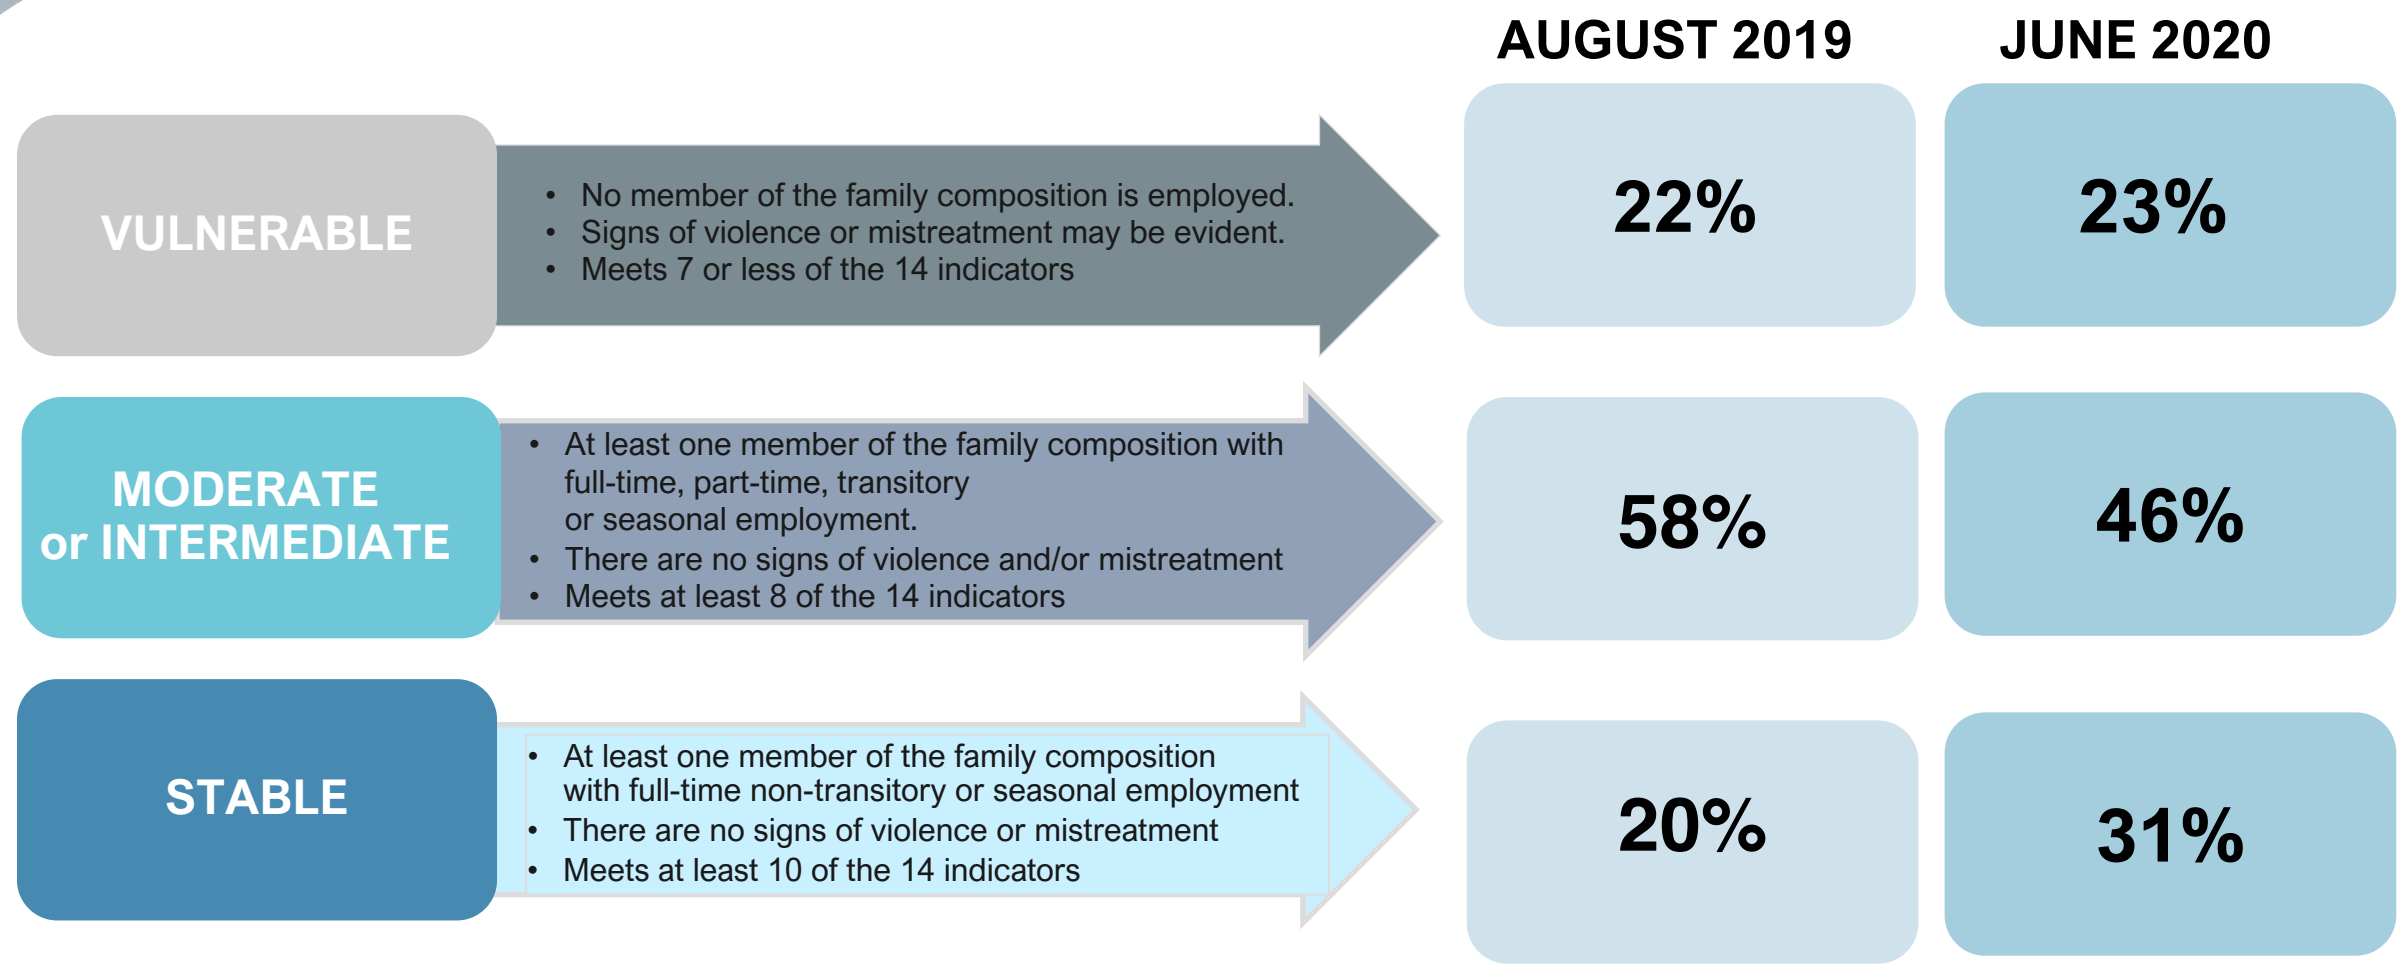 AUGUST 2019 JUNE 2020
VULNERABLE
• No member of the family composition is employed.
• Signs of violence or mistreatment may be evident.
• Meets 7 or less of the 14 indicators
22% 23%
MODERATE
or INTERMEDIATE
• At least one member of the family composition with
full-time, part-time, transitory
or seasonal employment.
• There are no signs of violence and/or mistreatment
• Meets at least 8 of the 14 indicators
58% 46%
STABLE
• At least one member of the family composition
with full-time non-transitory or seasonal employment
• There are no signs of violence or mistreatment
• Meets at least 10 of the 14 indicators
20% 31%